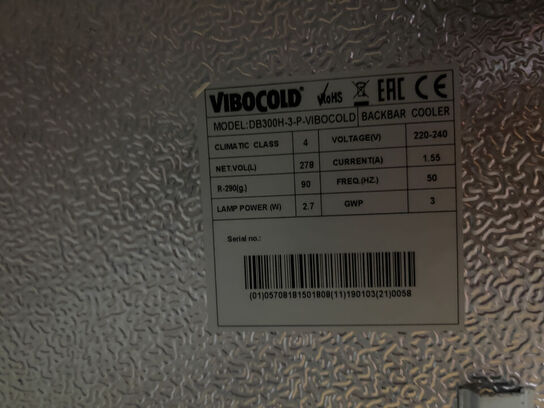 VIBOCOLD® RoHS EAC CE
MODEL:DB300H-3-P-VIBOCOLD BACKBAR COOLER
CLIMATIC CLASS 4 VOLTAGE(V) 220-240
NET.VOL(L) 278 CURRENT(A) 1.55
R-290(g.) 90 FREQ.(HZ.) 50
LAMP POWER (W) 2.7 GWP 3
Serial no.:
(01)05708181501808(11)190103(21)0058